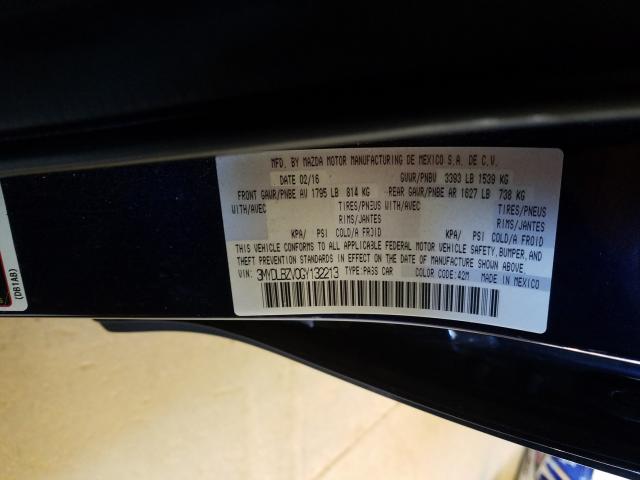 MFD. BY MAZDA MOTOR MANUFACTURING DE MEXICO S.A. DE C.V.
DATE 02/16 GVWR/PNBV 3393 LB 1539 KG
FRONT GAWR/PNBE AV 1795 LB 814 KG REAR GAWR/PNBE AR 1627 LB 738 KG
WITH/AVEC TIRES/PNEUS WITH/AVEC TIRES/PNEUS
RIMS/JANTES RIMS/JANTES
KPA/ PSI COLD/A FROID KPA/ PSI COLD/A FROID
THIS VEHICLE CONFORMS TO ALL APPLICABLE FEDERAL MOTOR VEHICLE SAFETY, BUMPER, AND
THEFT PREVENTION STANDARDS IN EFFECT ON THE DATE OF MANUFACTURE SHOWN ABOVE.
VIN: 3MYDLBZV0GY132213 TYPE:PASS CAR COLOR CODE:42M MADE IN MEXICO
(DB1AB)